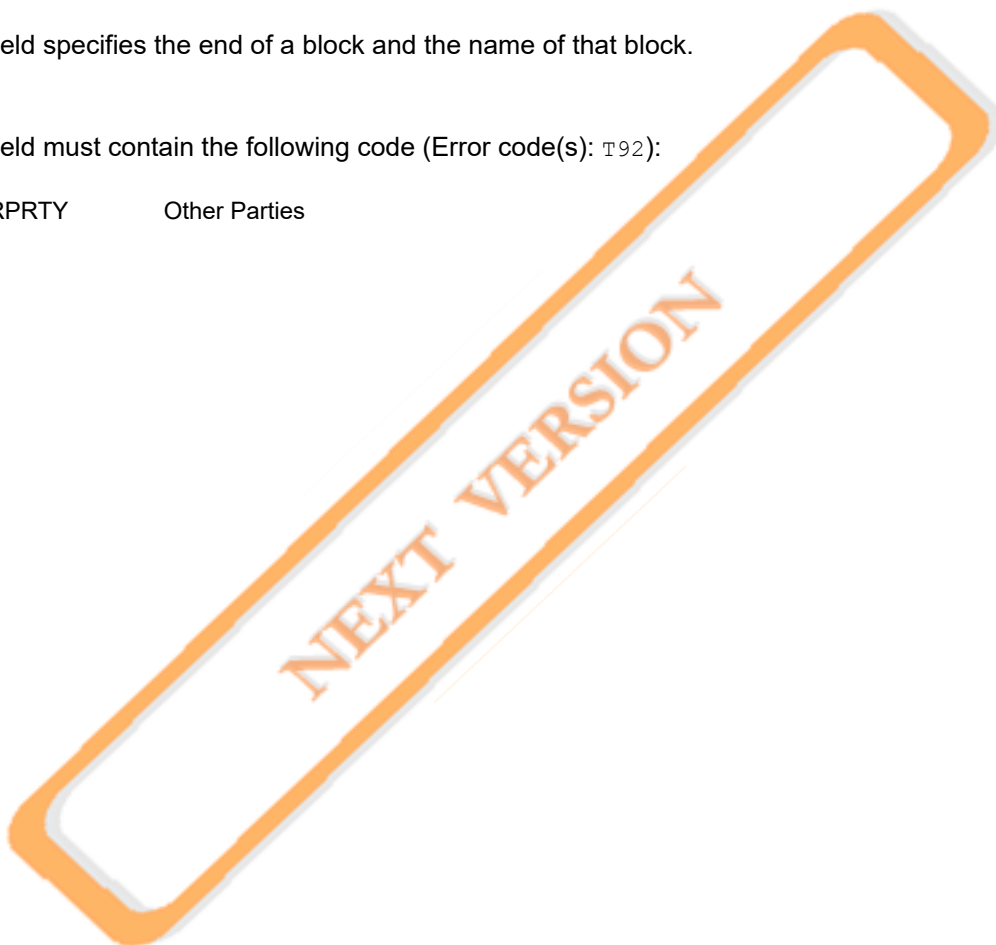 eld specifies the end of a block and the name of that block.
eld must contain the following code (Error code(s): T92):
RPRTY Other Parties
NEXT VERSION